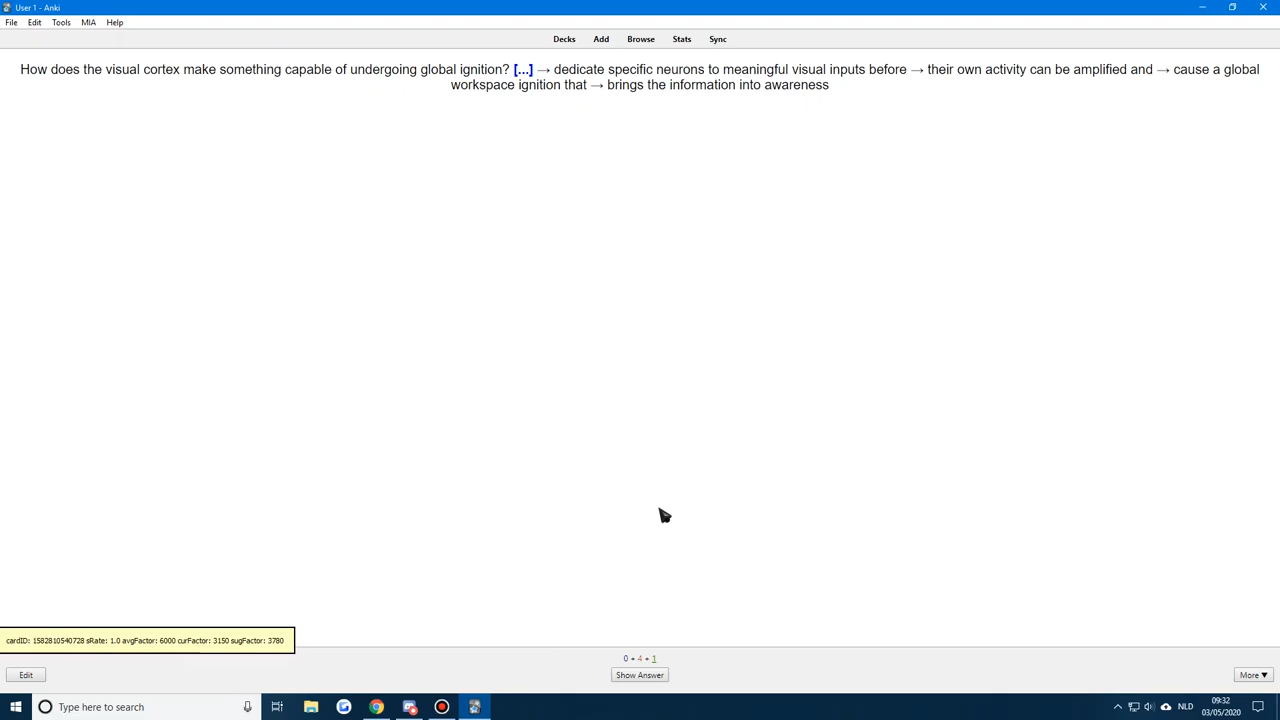 User 1 - Anki
File Edit Tools MIA Help
Decks Add Browse Stats Sync
How does the visual cortex make something capable of undergoing global ignition? [...] → dedicate specific neurons to meaningful visual inputs before → their own activity can be amplified and → cause a global
workspace ignition that → brings the information into awareness
cardID: 1582810540728 sRate: 1.0 avgFactor: 6000 curFactor: 3150 sugFactor: 3780
0 + 4 + 1
Edit Show Answer More ▼
Type here to search NLD 09:32
03/05/2020